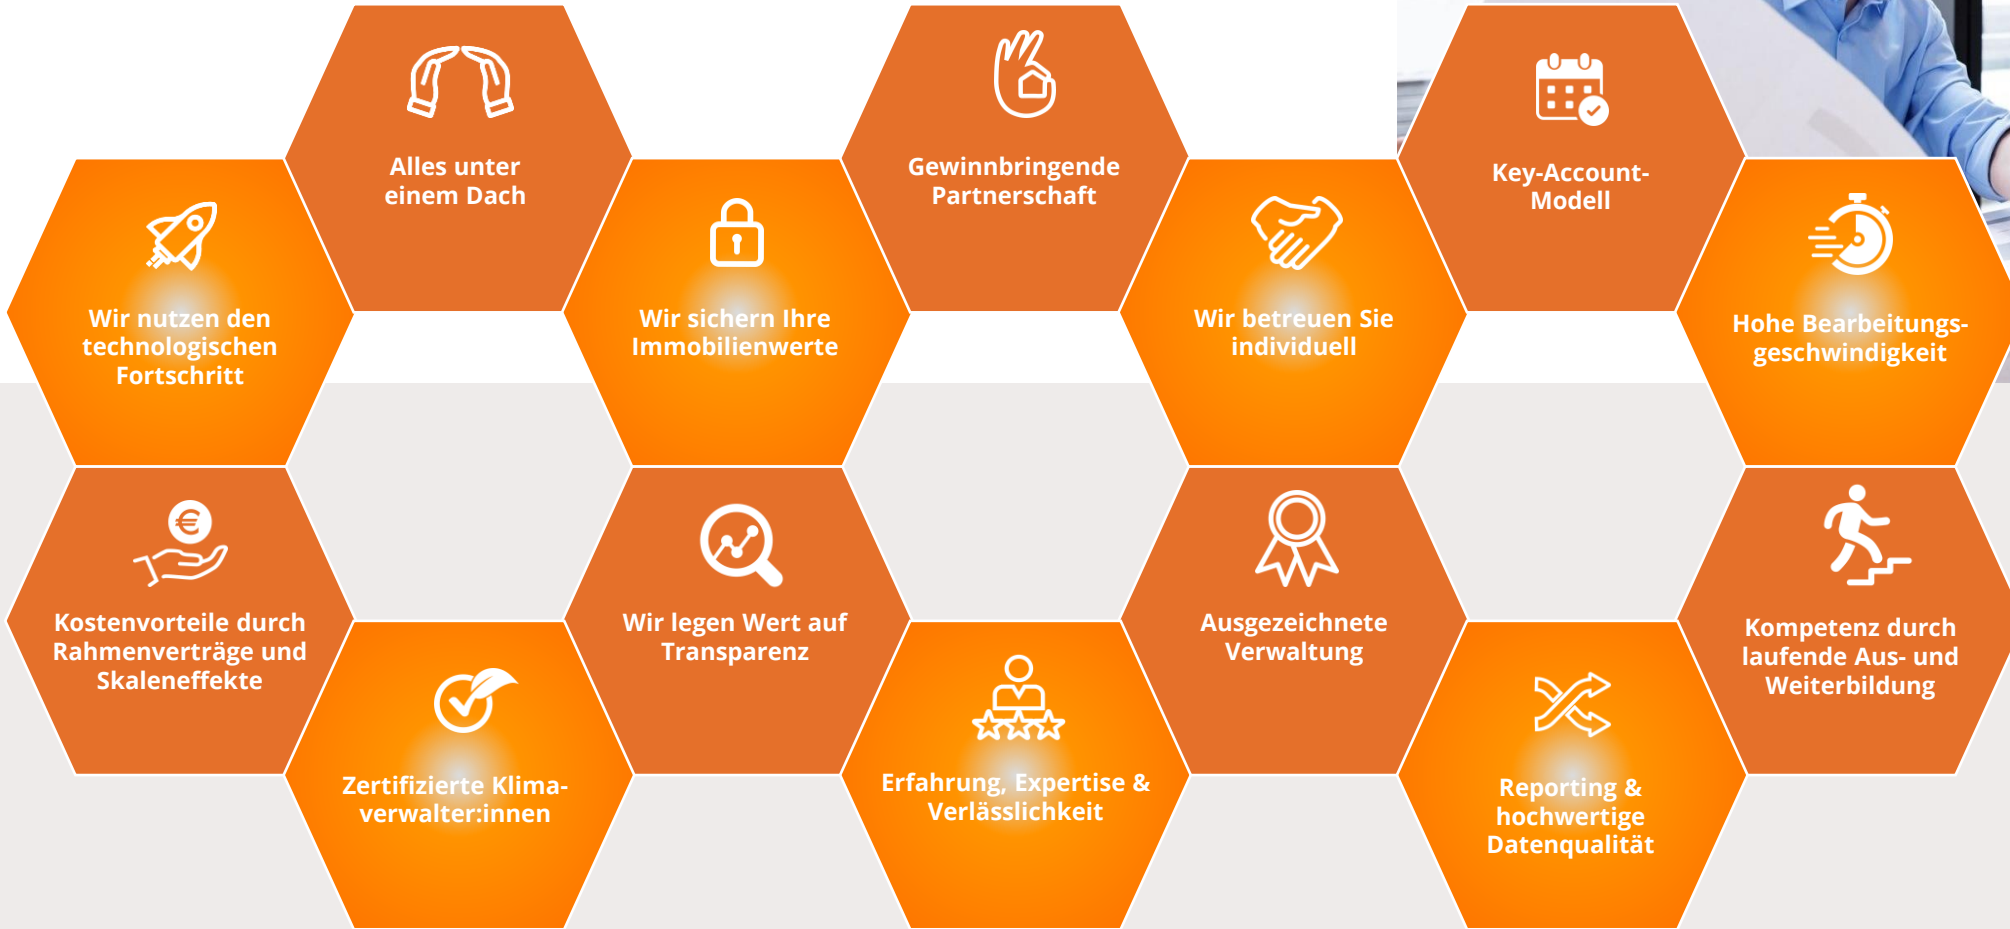 Alles unter
einem Dach
Gewinnbringende
Partnerschaft
Key-Account-
Modell
Wir nutzen den
technologischen
Fortschritt
Wir sichern Ihre
Immobilienwerte
Wir betreuen Sie
individuell
Hohe Bearbeitungs-
geschwindigkeit
Kostenvorteile durch
Rahmenverträge und
Skaleneffekte
Wir legen Wert auf
Transparenz
Ausgezeichnete
Verwaltung
Kompetenz durch
laufende Aus- und
Weiterbildung
Zertifizierte Klima-
verwalter:innen
Erfahrung, Expertise &
Verlässlichkeit
Reporting &
hochwertige
Datenqualität